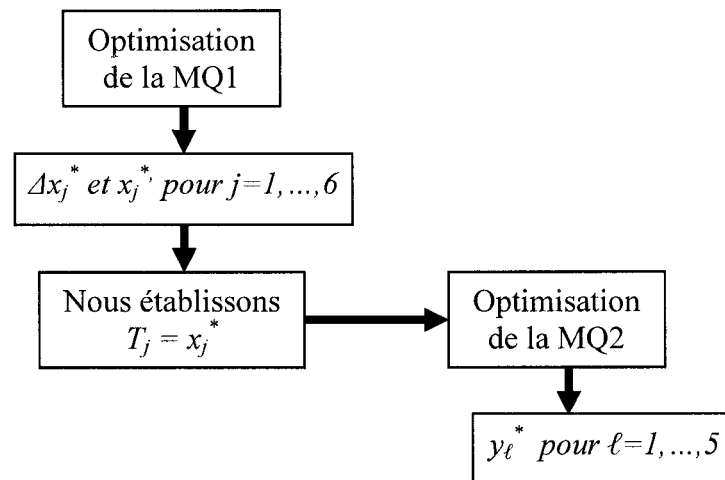 Optimisation
de la MQ1
Δx_j^* et x_j^*, pour j=1,...,6
Nous établissons
T_j = x_j^*
Optimisation
de la MQ2
y_ℓ^* pour ℓ=1,...,5